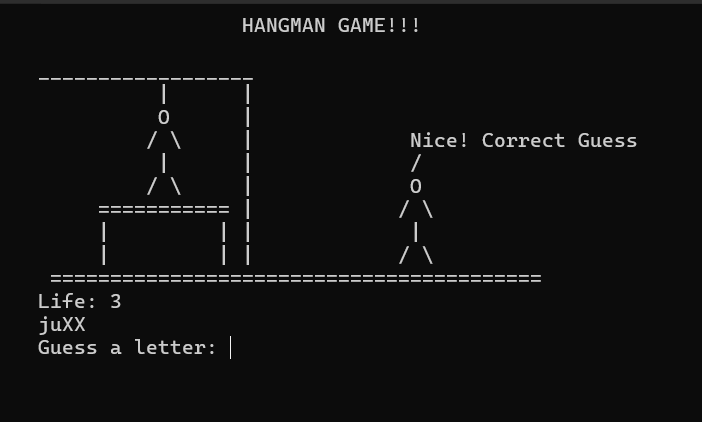 HANGMAN GAME!!!
Nice! Correct Guess
Life: 3
juXX
Guess a letter: